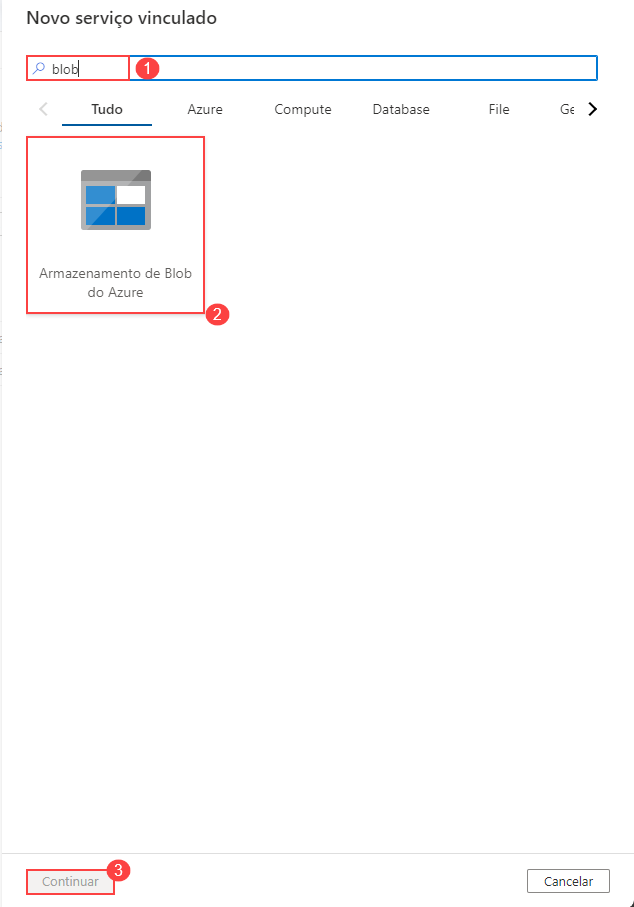 Novo serviço vinculado
blob 1
Tudo Azure Compute Database File Ge
Armazenamento de Blob
do Azure
2
3
Continuar Cancelar